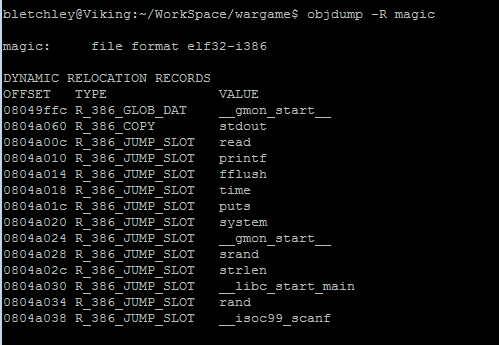 bletchley@Viking:~/WorkSpace/wargame$ objdump -R magic
magic:     file format elf32-i386
DYNAMIC RELOCATION RECORDS
OFFSET   TYPE              VALUE
08049ffc R_386_GLOB_DAT    __gmon_start__
0804a060 R_386_COPY        stdout
0804a00c R_386_JUMP_SLOT   read
0804a010 R_386_JUMP_SLOT   printf
0804a014 R_386_JUMP_SLOT   fflush
0804a018 R_386_JUMP_SLOT   time
0804a01c R_386_JUMP_SLOT   puts
0804a020 R_386_JUMP_SLOT   system
0804a024 R_386_JUMP_SLOT   __gmon_start__
0804a028 R_386_JUMP_SLOT   srand
0804a02c R_386_JUMP_SLOT   strlen
0804a030 R_386_JUMP_SLOT   __libc_start_main
0804a034 R_386_JUMP_SLOT   rand
0804a038 R_386_JUMP_SLOT   __isoc99_scanf